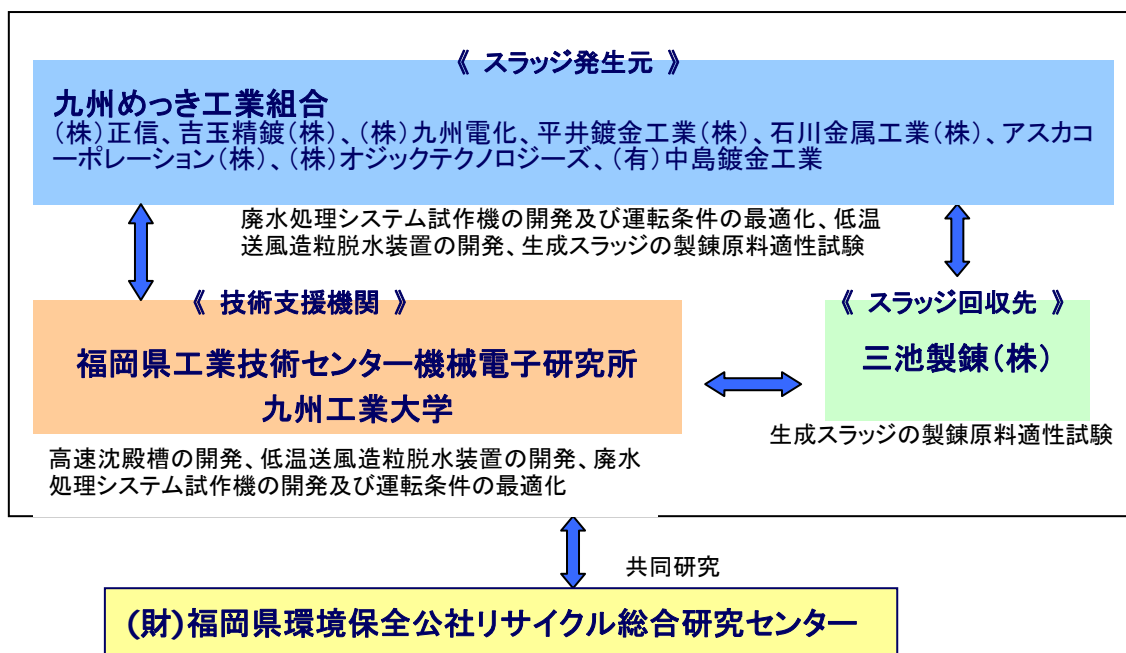 《 スラッジ発生元 》
九州めっき工業組合
(株)正信、吉玉精鍍(株)、(株)九州電化、平井鍍金工業(株)、石川金属工業(株)、アスカコ
ーポレーション(株)、(株)オジックテクノロジーズ、(有)中島鍍金工業
廃水処理システム試作機の開発及び運転条件の最適化、低温
送風造粒脱水装置の開発、生成スラッジの製錬原料適性試験
《 技術支援機関 》
福岡県工業技術センター機械電子研究所
九州工業大学
《 スラッジ回収先 》
三池製錬(株)
生成スラッジの製錬原料適性試験
高速沈殿槽の開発、低温送風造粒脱水装置の開発、廃水
処理システム試作機の開発及び運転条件の最適化
共同研究
(財)福岡県環境保全公社リサイクル総合研究センター